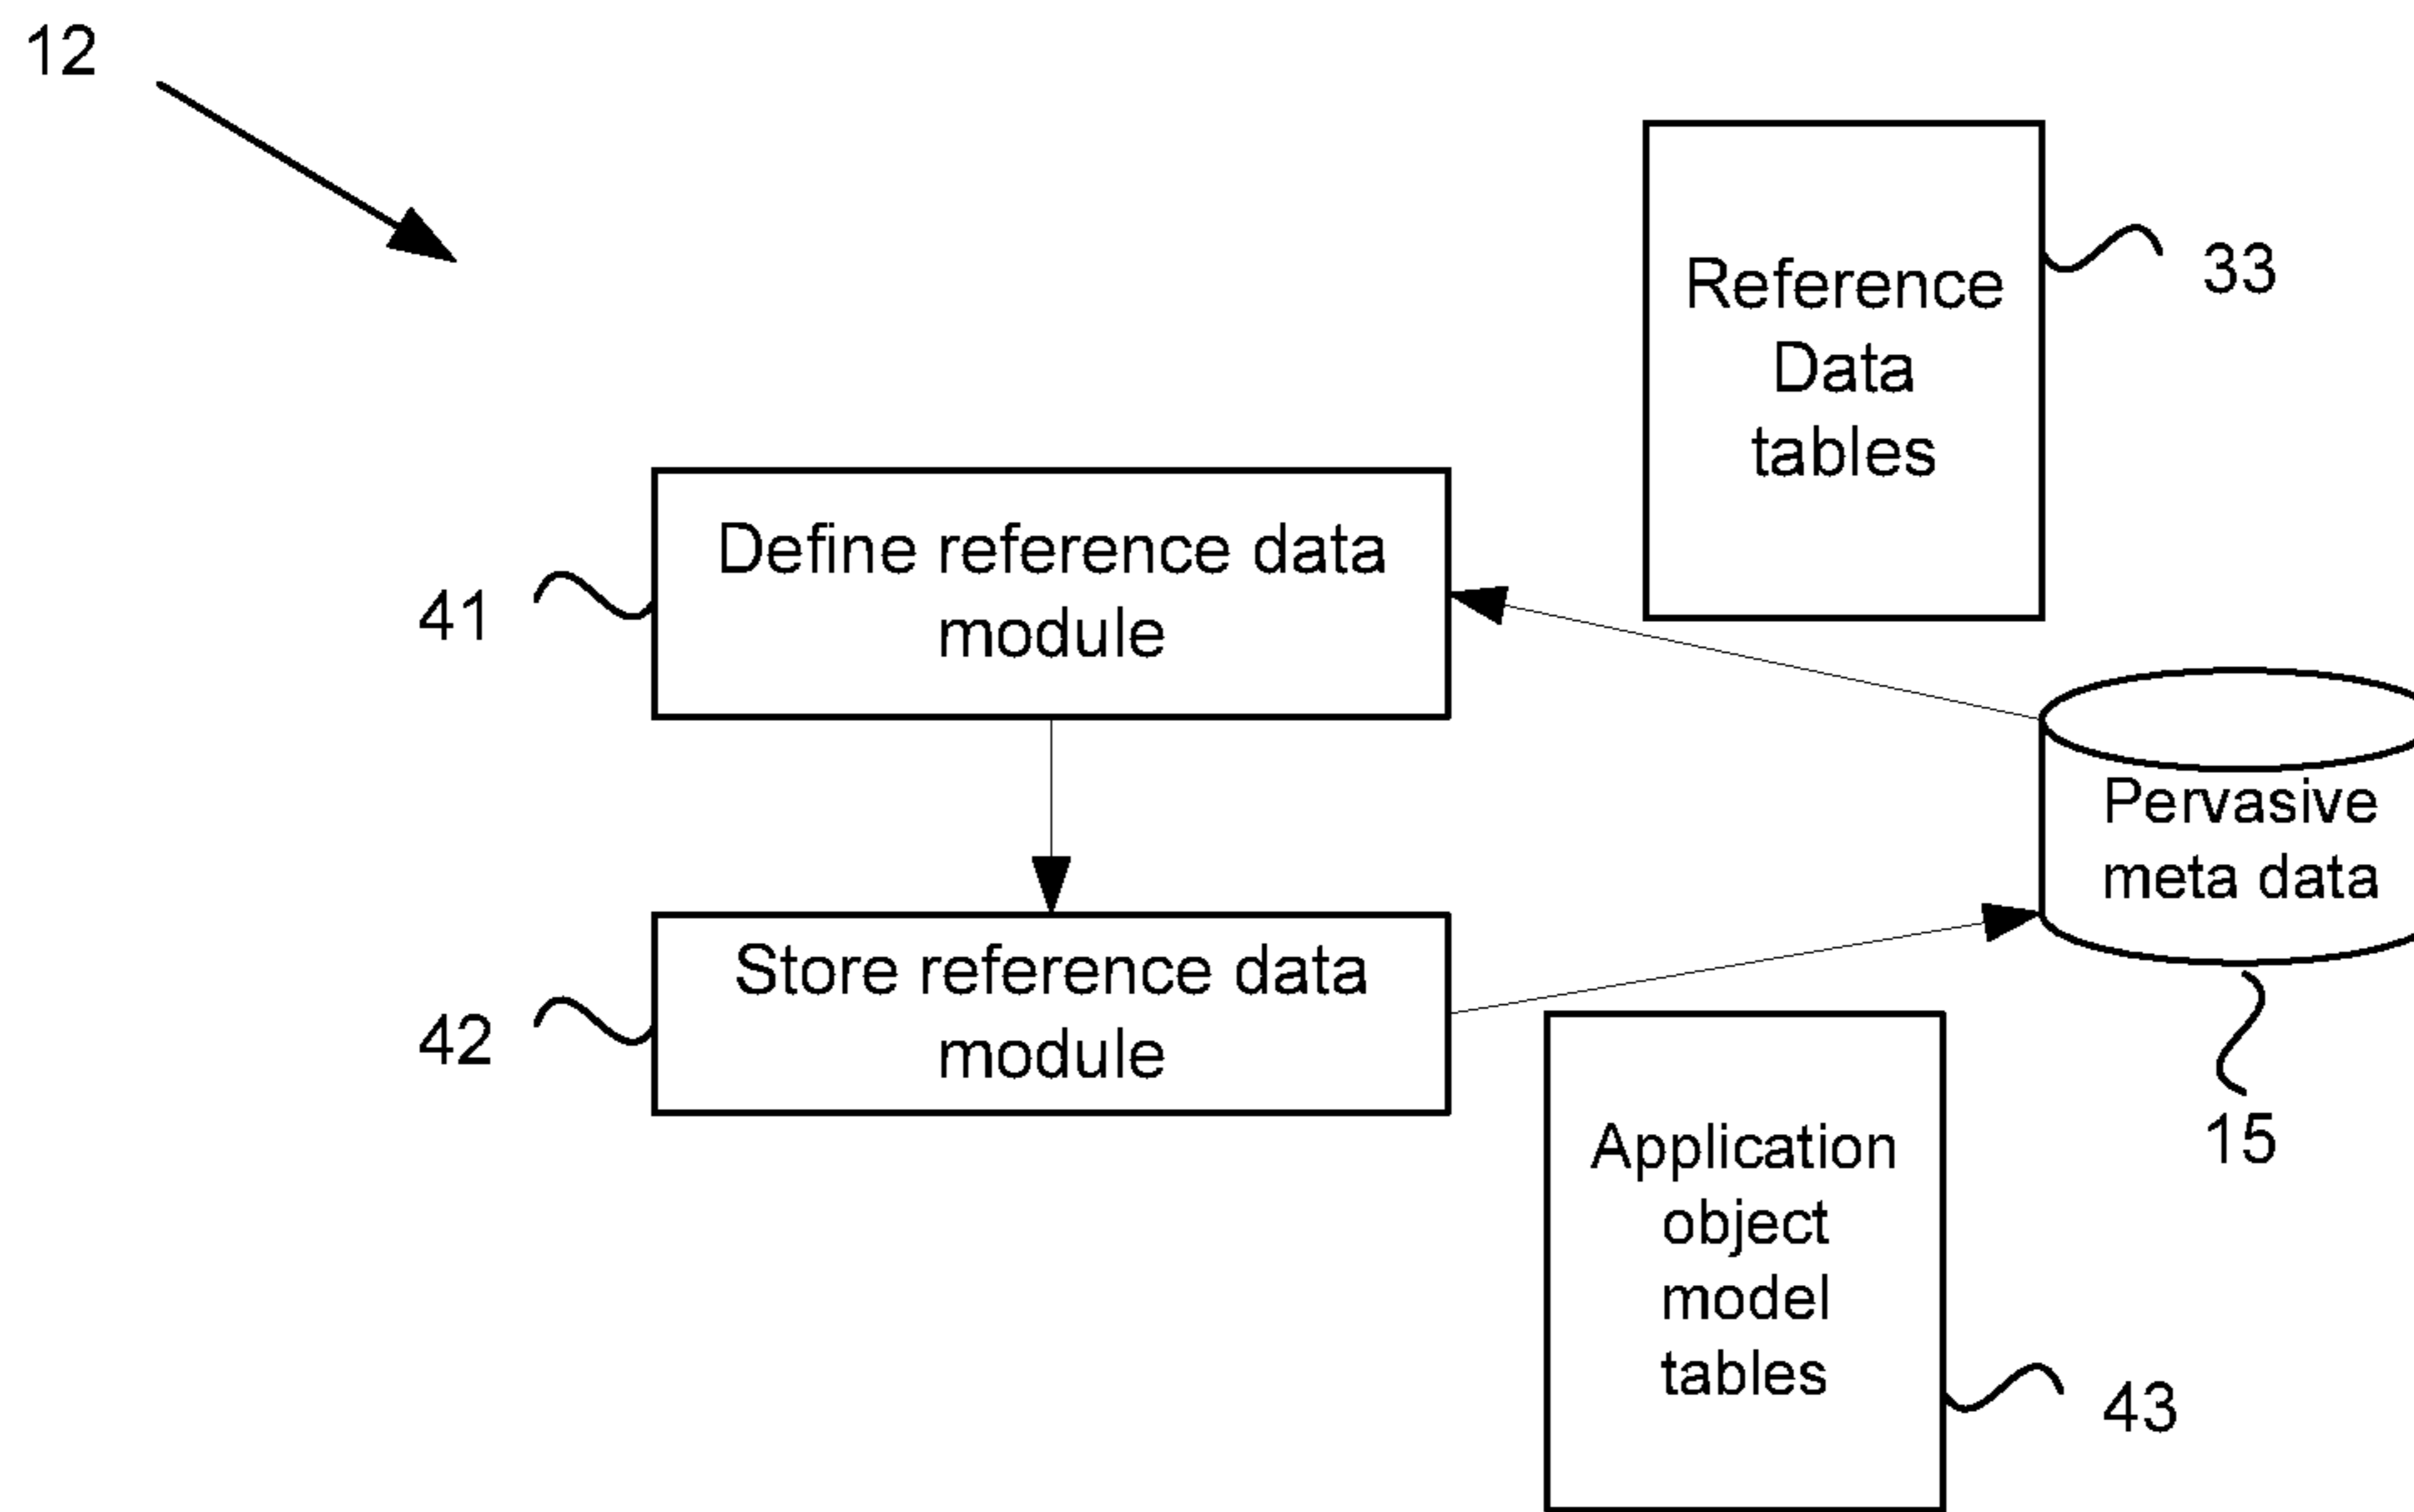 12
Reference
Data
tables
33
Define reference data
module
41
Pervasive
meta data
Store reference data
module
42
15
Application
object
model
tables
43